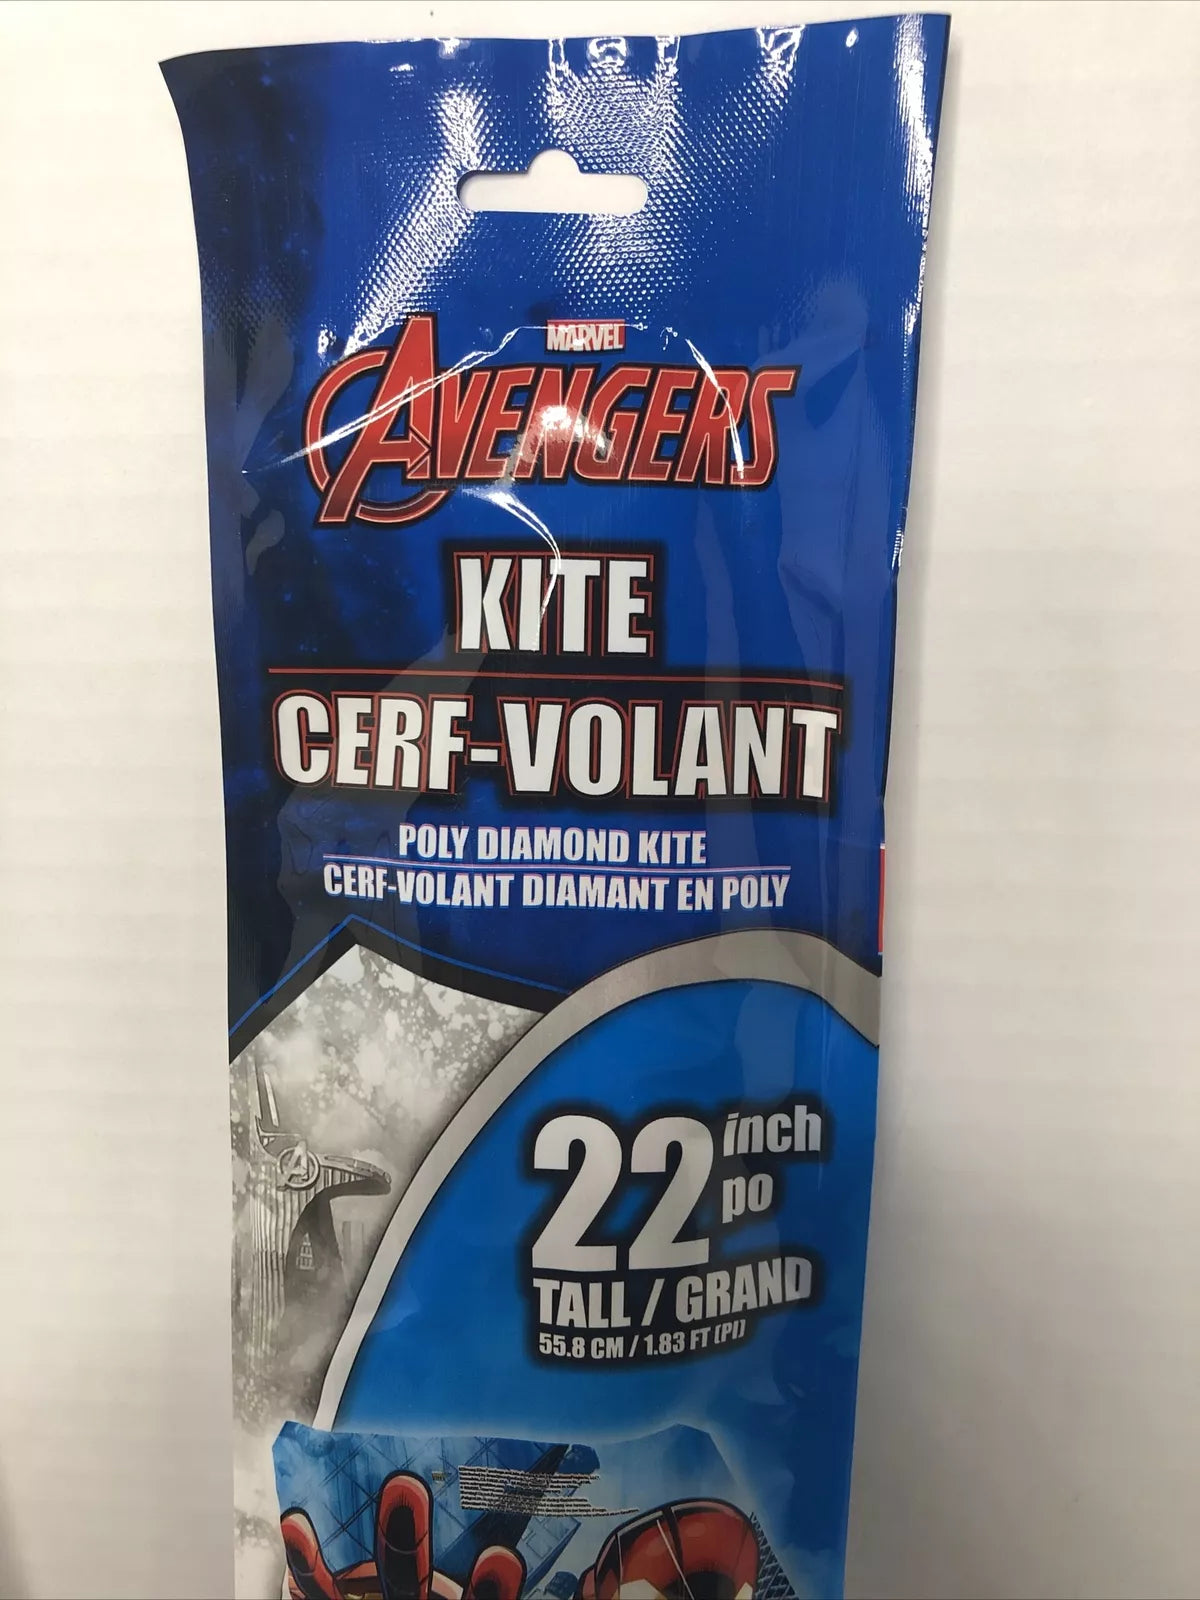 MARVEL
AVENGERS
KITE
CERF-VOLANT
POLY DIAMOND KITE
CERF-VOLANT DIAMANT EN POLY
22 inch
po
TALL / GRAND
55.8 CM / 1.83 FT (PI)